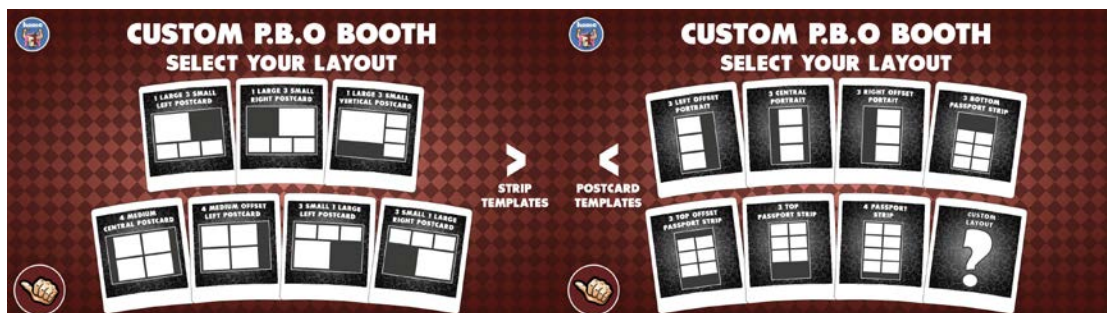 home
CUSTOM P.B.O BOOTH
SELECT YOUR LAYOUT
1 LARGE 3 SMALL
LEFT POSTCARD
1 LARGE 3 SMALL
RIGHT POSTCARD
1 LARGE 3 SMALL
VERTICAL POSTCARD
>
STRIP
TEMPLATES
4 MEDIUM
CENTRAL POSTCARD
4 MEDIUM OFFSET
LEFT POSTCARD
3 SMALL 1 LARGE
LEFT POSTCARD
3 SMALL 1 LARGE
RIGHT POSTCARD
home
CUSTOM P.B.O BOOTH
SELECT YOUR LAYOUT
3 LEFT OFFSET
PORTRAIT
3 CENTRAL
PORTRAIT
3 RIGHT OFFSET
PORTAIT
3 BOTTOM
PASSPORT STRIP
<
POSTCARD
TEMPLATES
3 TOP OFFSET
PASSPORT STRIP
3 TOP
PASSPORT STRIP
4 PASSPORT
STRIP
CUSTOM
LAYOUT
?